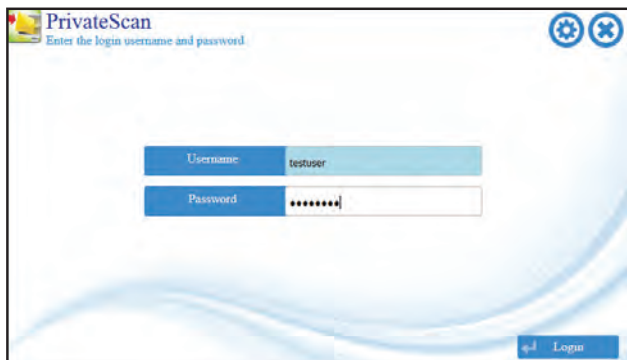 PrivateScan
Enter the login username and password
Username
testuser
Password
••••••••
Login